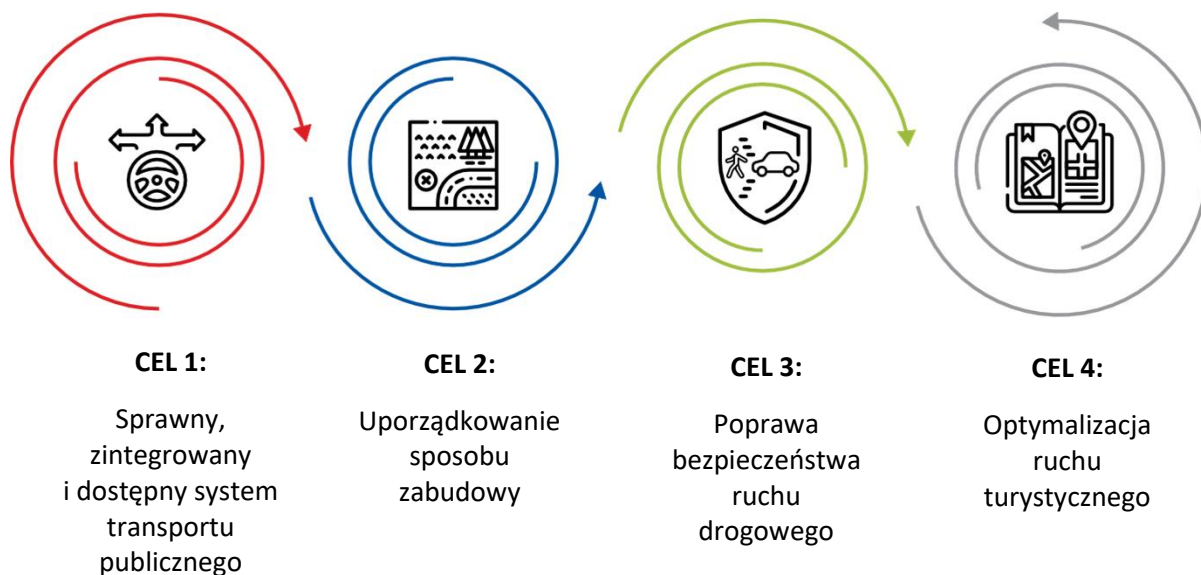 CEL 1:
Sprawny,
zintegrowany
i dostępny system
transportu
publicznego
CEL 2:
Uporządkowanie
sposobu
zabudowy
CEL 3:
Poprawa
bezpieczeństwa
ruchu
drogowego
CEL 4:
Optymalizacja
ruchu
turystycznego